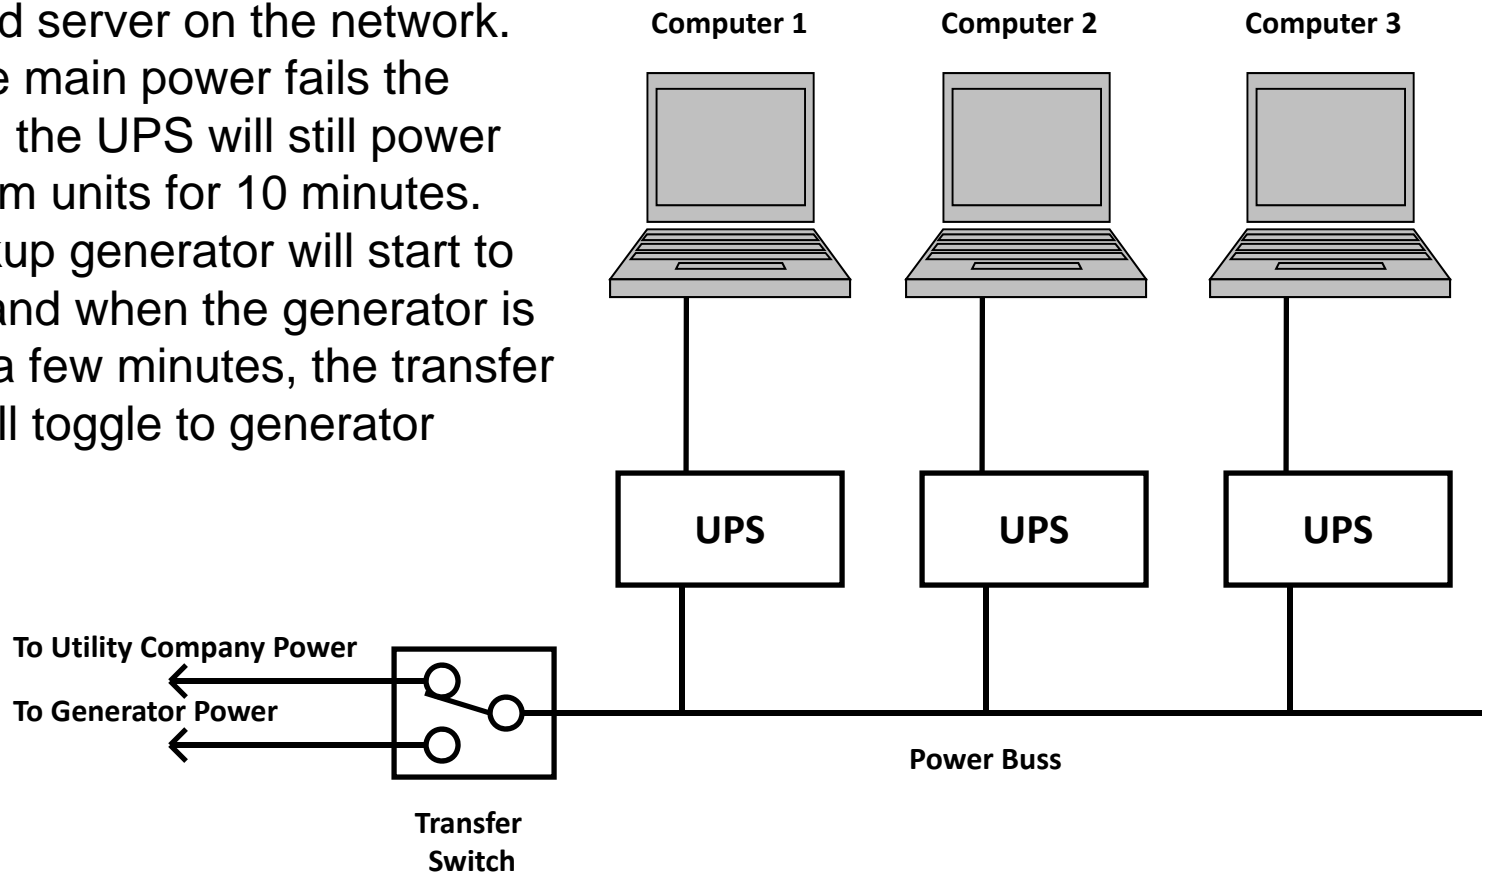 d server on the network.
e main power fails the
the UPS will still power
m units for 10 minutes.
kup generator will start to
and when the generator is
a few minutes, the transfer
ll toggle to generator
Computer 1
Computer 2
Computer 3
UPS
UPS
UPS
To Utility Company Power
To Generator Power
Power Buss
Transfer
Switch